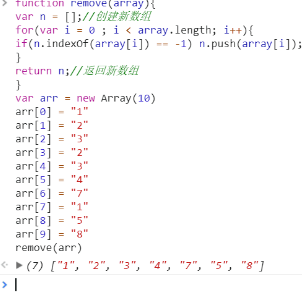 function remove(array){
var n = [];//创建新数组
for(var i = 0 ; i < array.length; i++){
if(n.indexOf(array[i]) == -1) n.push(array[i]);
}
return n;//返回新数组
}
var arr = new Array(10)
arr[0] = "1"
arr[1] = "2"
arr[2] = "3"
arr[3] = "2"
arr[4] = "3"
arr[5] = "4"
arr[6] = "7"
arr[7] = "1"
arr[8] = "5"
arr[9] = "8"
remove(arr)
(7) ["1", "2", "3", "4", "7", "5", "8"]